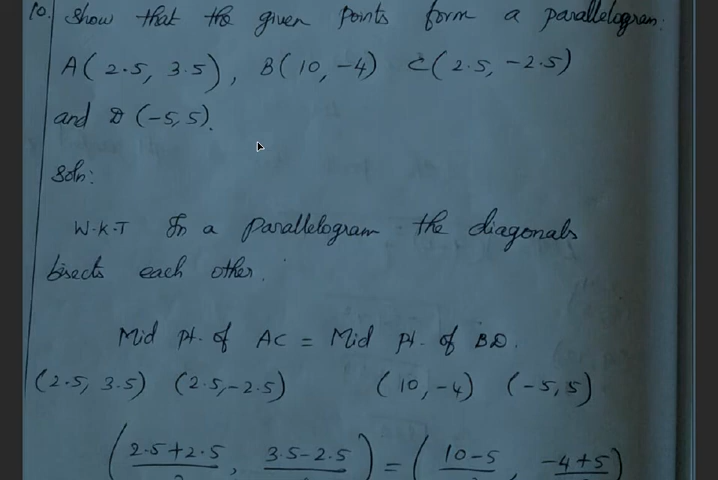 10. Show that the given points form a parallelogram:
A(2.5, 3.5), B(10, -4) C(2.5, -2.5)
and D(-5, 5).
Soln:
W.K.T In a parallelogram the diagonals
bisects each other.
Mid pt. of AC = Mid pt. of BD.
(2.5, 3.5) (2.5, -2.5) (10, -4) (-5, 5)
(2.5+2.5, 3.5-2.5) = (10-5, -4+5)